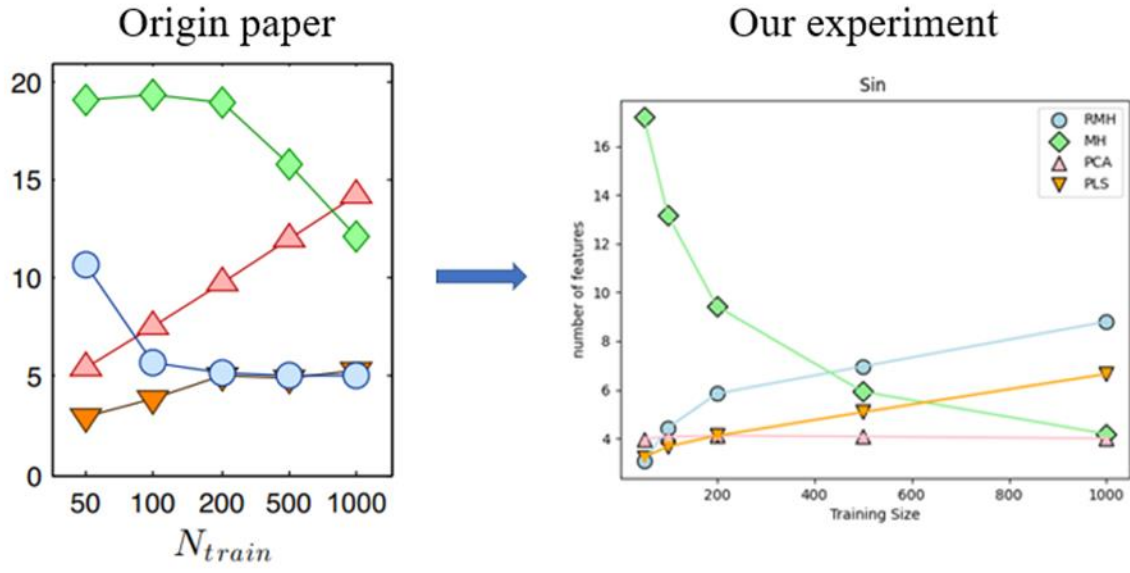 Origin paper
Our experiment
20
15
10
5
0
50 100 200 500 1000
N_train
Sin
RMH
MH
PCA
PLS
number of features
16
14
12
10
8
6
4
200 400 600 800 1000
Training Size